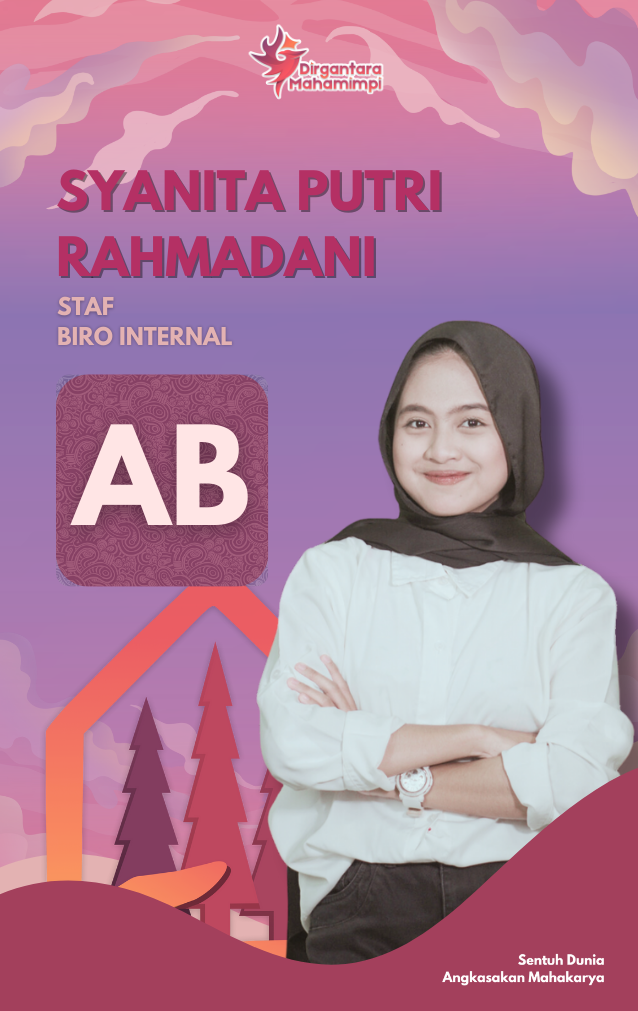 Dirgantara
Mahamimpi
SYANITA PUTRI
RAHMADANI
STAF
BIRO INTERNAL
AB
Sentuh Dunia
Angkasakan Mahakarya